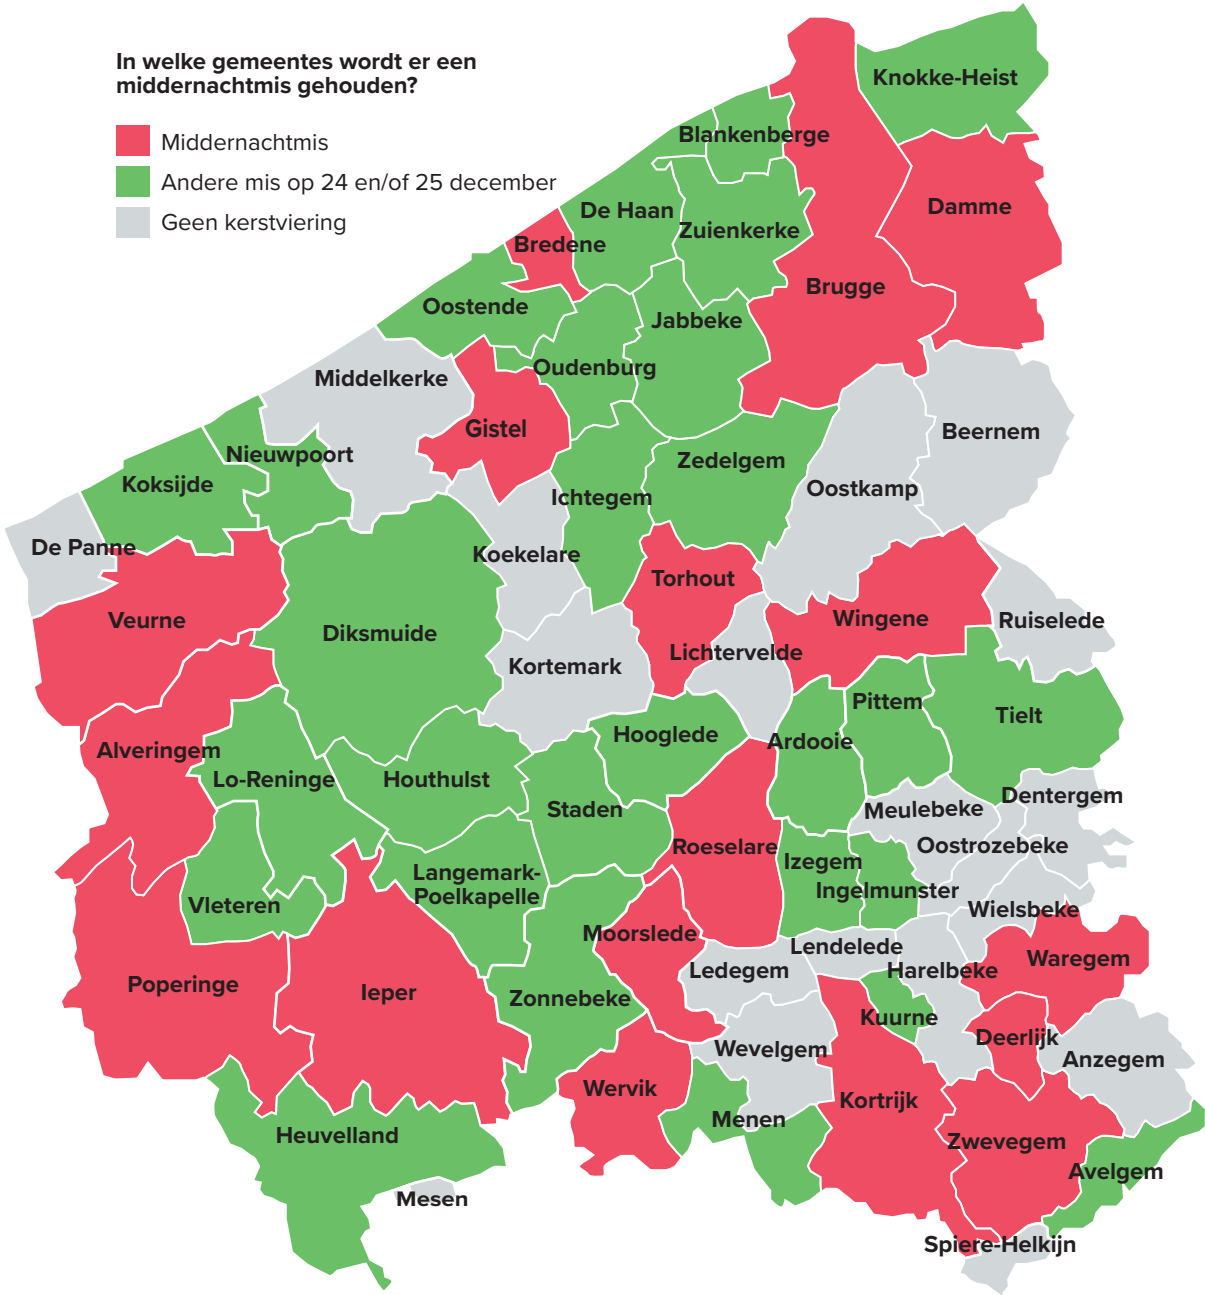 In welke gemeentes wordt er een
middernachtmis gehouden?
Middernachtmis
Andere mis op 24 en/of 25 december
Geen kerstviering
Knokke-Heist
Blankenberge
Damme
De Haan
Zuienkerke
Bredene
Brugge
Oostende
Jabbeke
Oudenburg
Middelkerke
Gistel
Beernem
Nieuwpoort
Zedelgem
Koksijde
Oostkamp
Ichtegem
De Panne
Koekelare
Torhout
Veurne
Wingene
Ruiselede
Diksmuide
Lichtervelde
Kortemark
Pittem
Tielt
Hooglede
Ardooie
Alveringem
Lo-Reninge
Houthulst
Dentergem
Staden
Meulebeke
Roeselare
Oostrozebeke
Izegem
Langemark-
Poelkapelle
Ingelmunster
Vleteren
Wielsbeke
Moorslede
Lendelede
Waregem
Ledegem
Harelbeke
Poperinge
Ieper
Zonnebeke
Kuurne
Deerlijk
Wevelgem
Anzegem
Wervik
Kortrijk
Menen
Heuvelland
Zwevegem
Avelgem
Mesen
Spiere-Helkijn